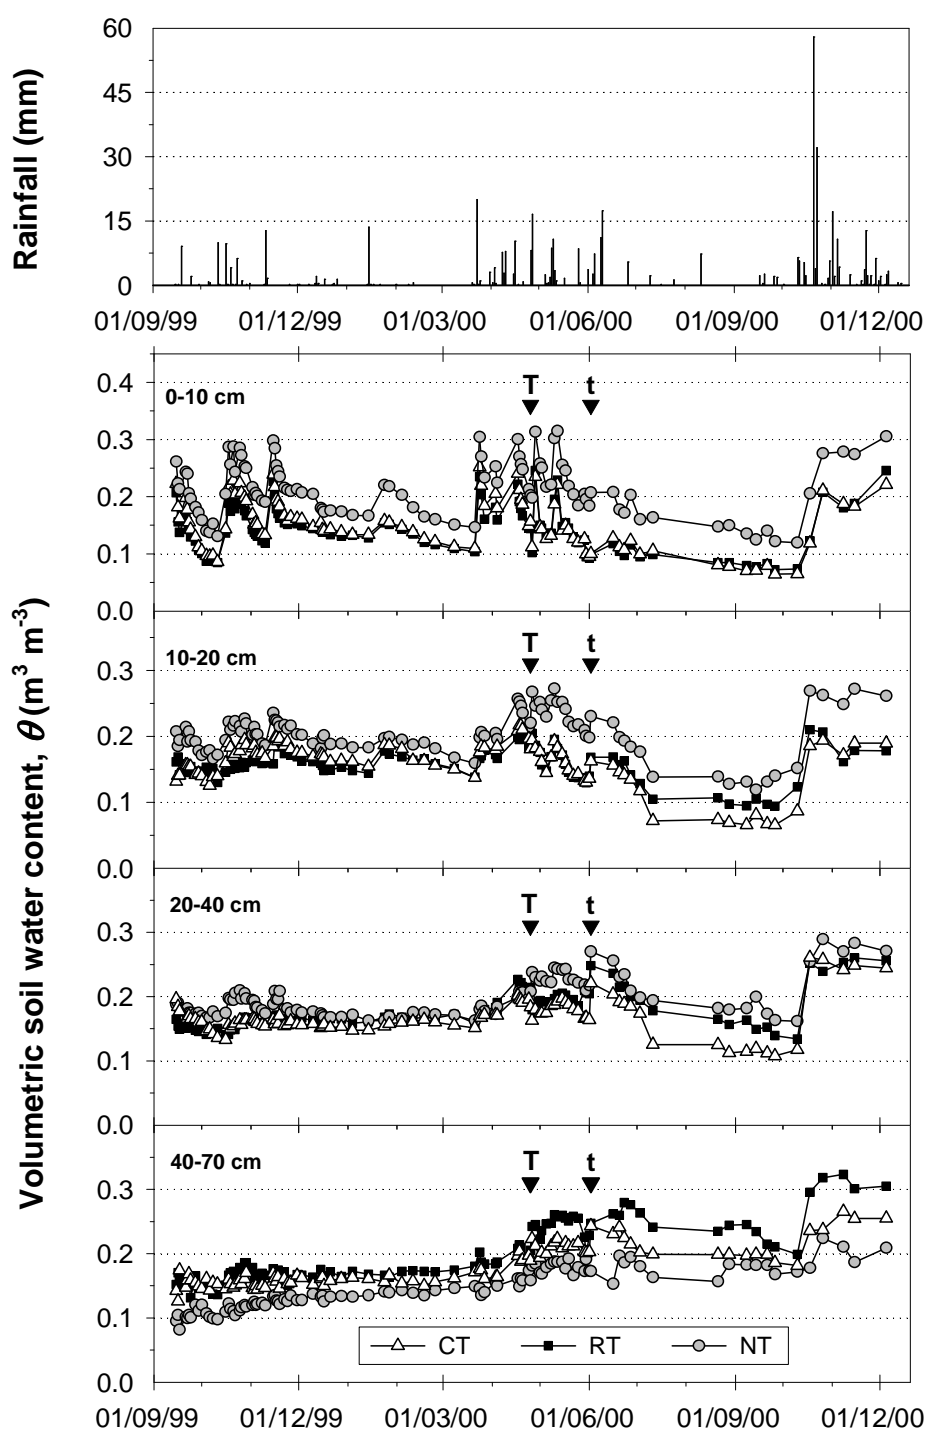 Rainfall (mm)
60
45
30
15
0
01/09/99 01/12/99 01/03/00 01/06/00 01/09/00 01/12/00
Volumetric soil water content, θ (m³ m⁻³)
0-10 cm
T t
0.4
0.3
0.2
0.1
0.0
10-20 cm
T t
0.3
0.2
0.1
0.0
20-40 cm
T t
0.3
0.2
0.1
0.0
40-70 cm
T t
0.3
0.2
0.1
0.0
CT RT NT
01/09/99 01/12/99 01/03/00 01/06/00 01/09/00 01/12/00